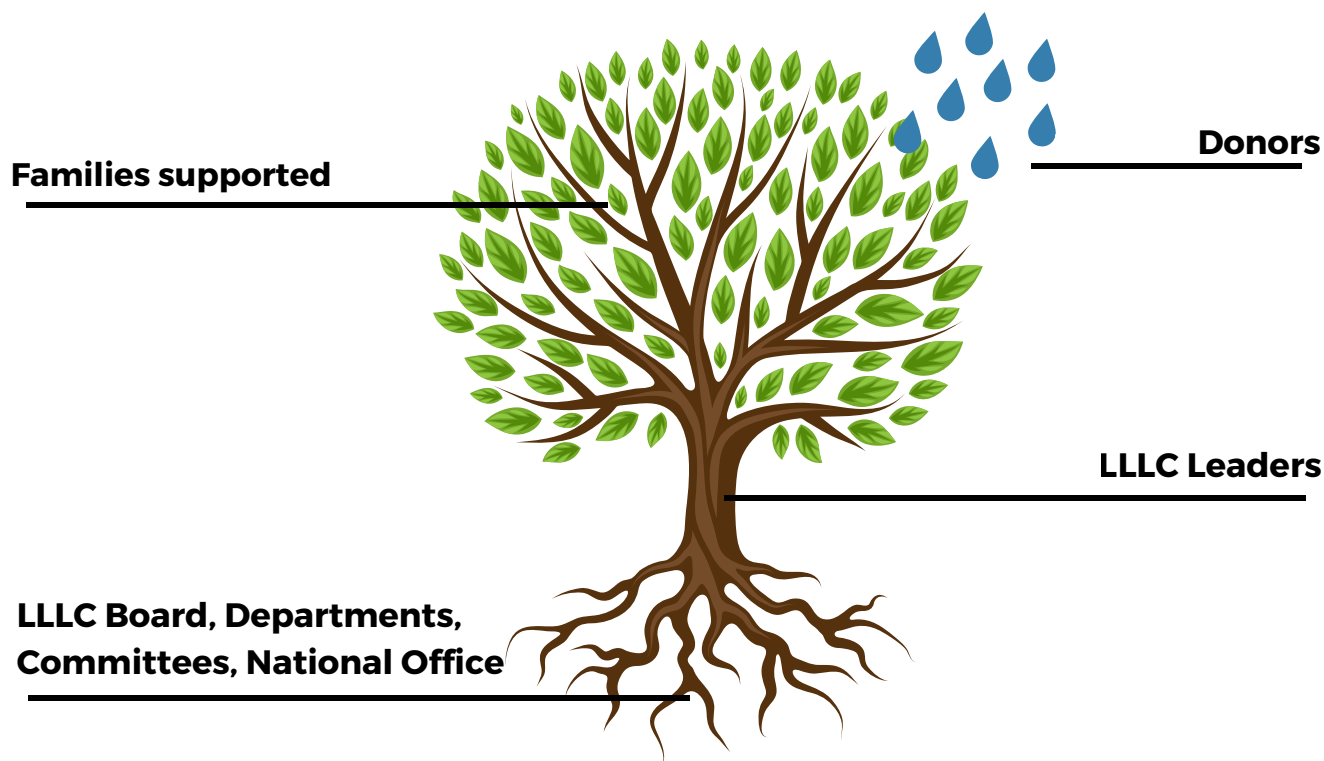 Donors
Families supported
LLLC Leaders
LLLC Board, Departments,
Committees, National Office